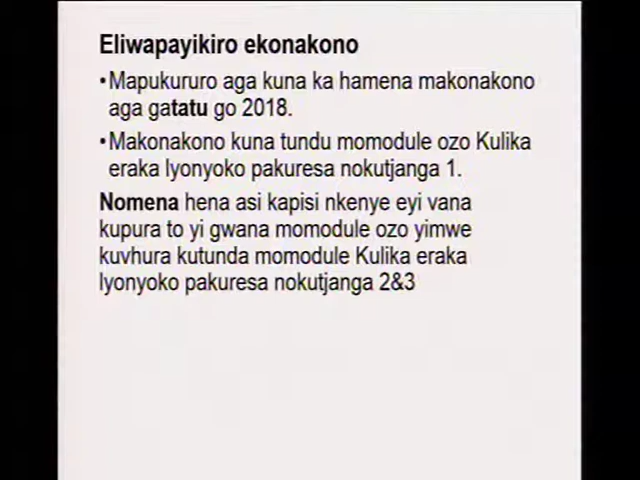 Eliwapayikiro ekonakono
•Mapukururo aga kuna ka hamena makonakono
aga gatatu go 2018.
•Makonakono kuna tundu momodule ozo Kulika
eraka lyonyoko pakuresa nokutjanga 1.
Nomena hena asi kapisi nkenye eyi vana
kupura to yi gwana momodule ozo yimwe
kuvhura kutunda momodule Kulika eraka
lyonyoko pakuresa nokutjanga 2&3